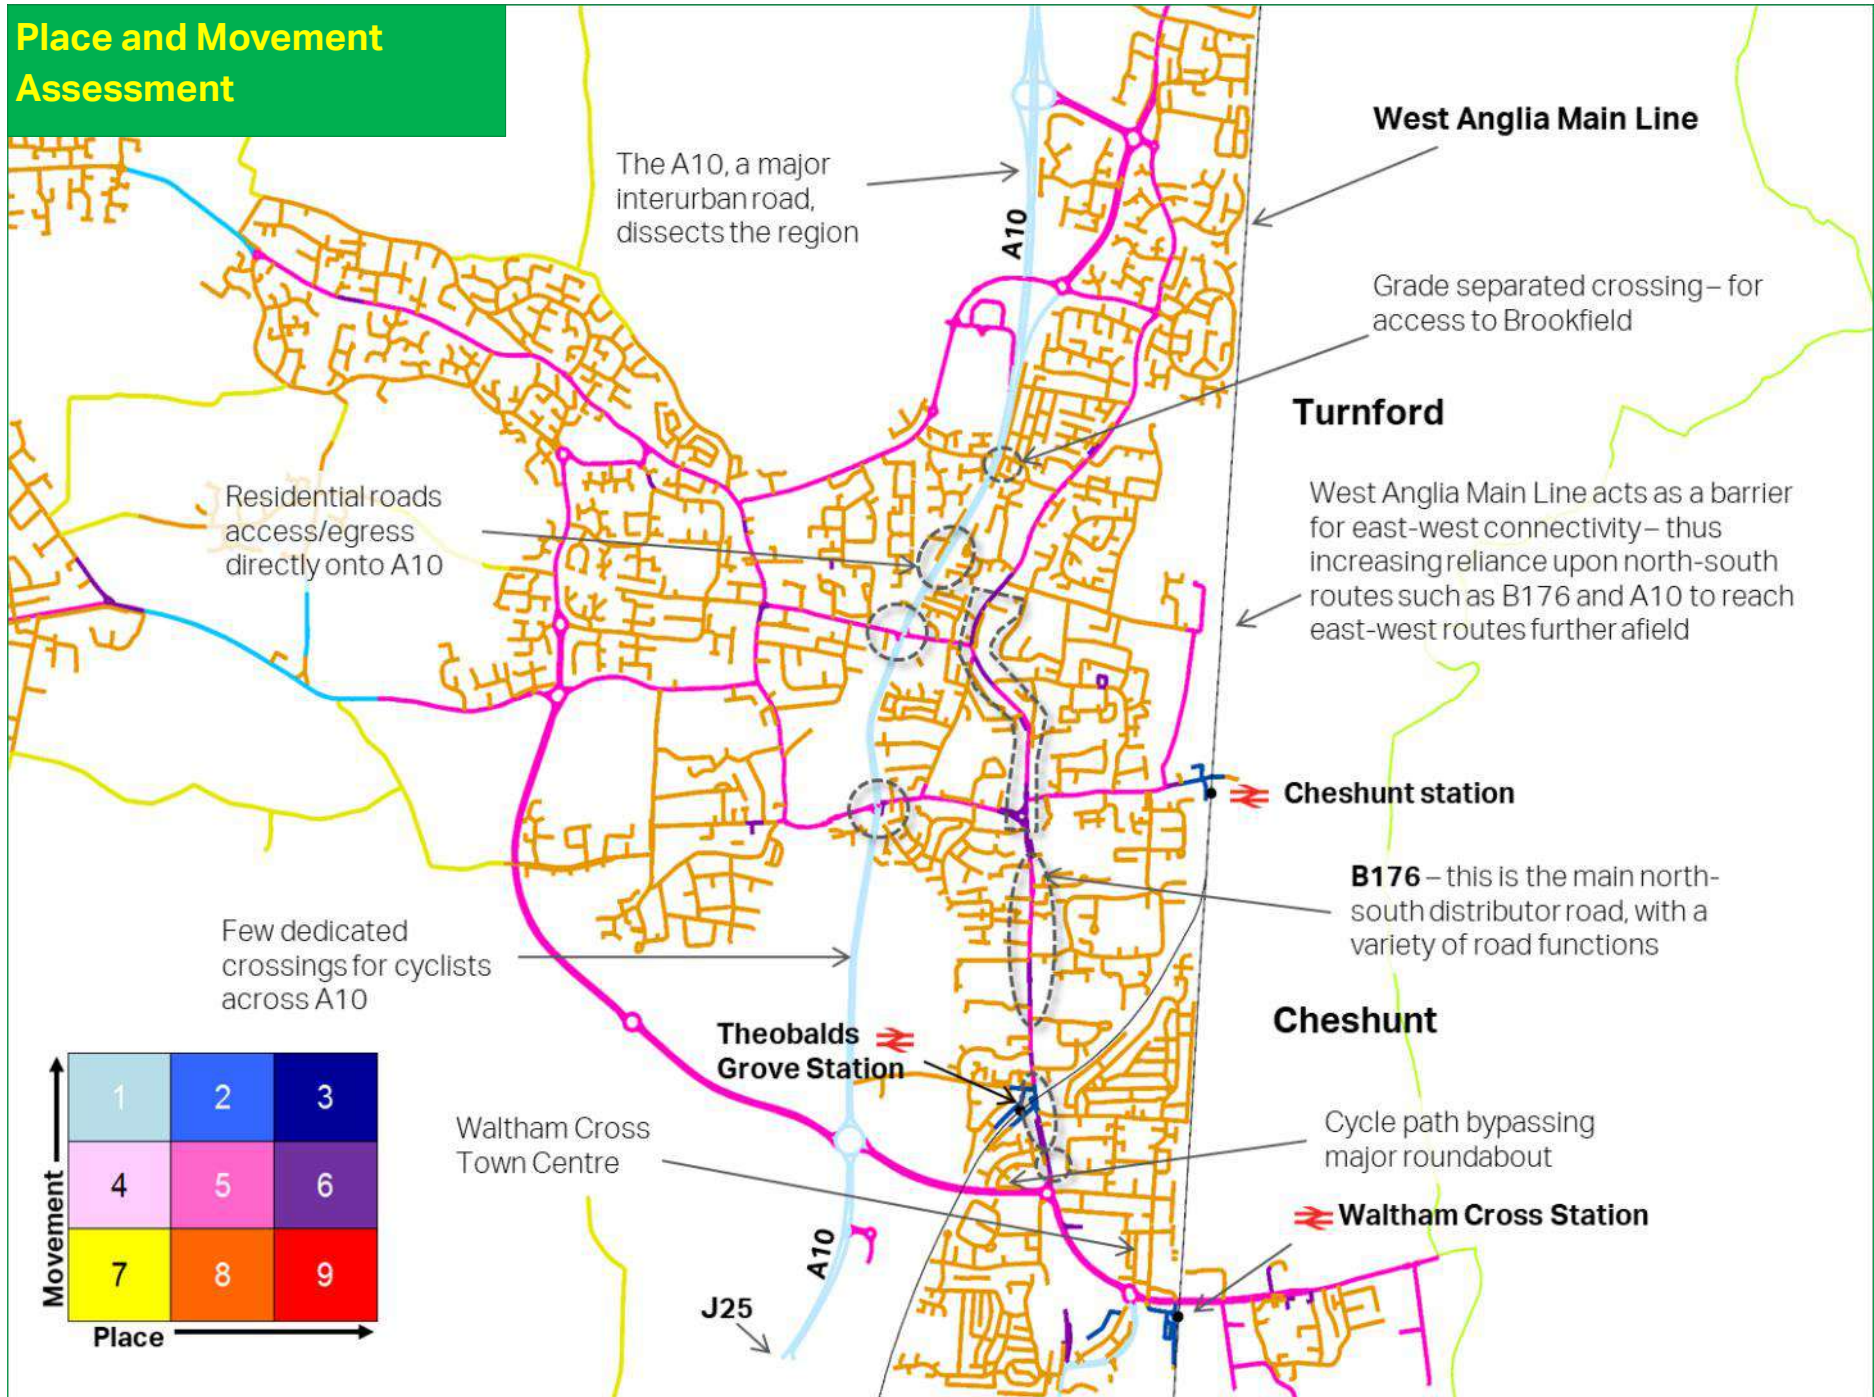 Place and Movement
Assessment
The A10, a major
interurban road,
dissects the region
A10
West Anglia Main Line
Grade separated crossing – for
access to Brookfield
Turnford
Residential roads
access/egress
directly onto A10
West Anglia Main Line acts as a barrier
for east-west connectivity – thus
increasing reliance upon north-south
routes such as B176 and A10 to reach
east-west routes further afield
Cheshunt station
B176 – this is the main north-
south distributor road, with a
variety of road functions
Few dedicated
crossings for cyclists
across A10
Cheshunt
Theobalds
Grove Station
Waltham Cross
Town Centre
Cycle path bypassing
major roundabout
Waltham Cross Station
A10
J25
Movement
1 2 3
4 5 6
7 8 9
Place